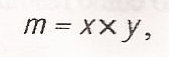 m = x × y,